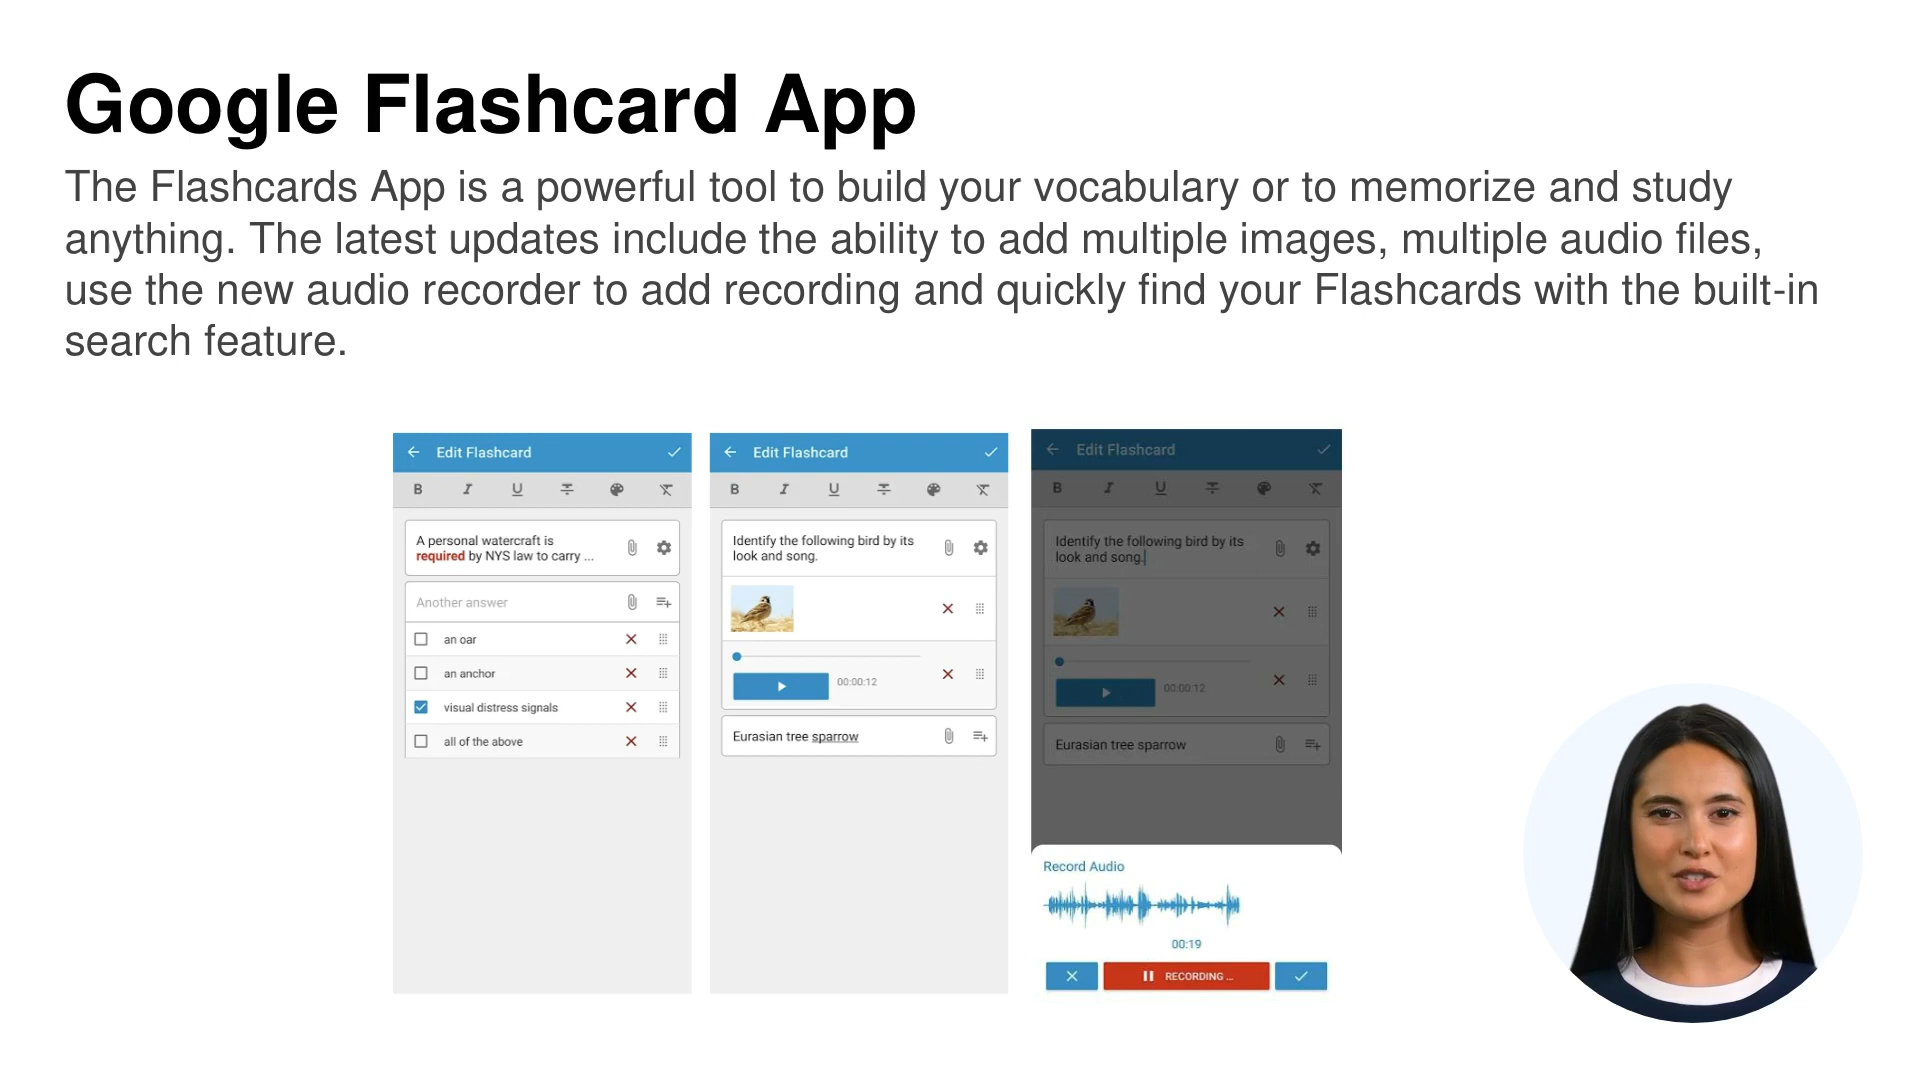 Google Flashcard App
The Flashcards App is a powerful tool to build your vocabulary or to memorize and study
anything. The latest updates include the ability to add multiple images, multiple audio files,
use the new audio recorder to add recording and quickly find your Flashcards with the built-in
search feature.
Edit Flashcard
B I U
A personal watercraft is
required by NYS law to carry ...
Another answer
an oar
an anchor
visual distress signals
all of the above
Edit Flashcard
B I U
Identify the following bird by its
look and song.
00:00:12
Eurasian tree sparrow
Edit Flashcard
B I U
Identify the following bird by its
look and song.
00:00:12
Eurasian tree sparrow
Record Audio
00:19
RECORDING ...